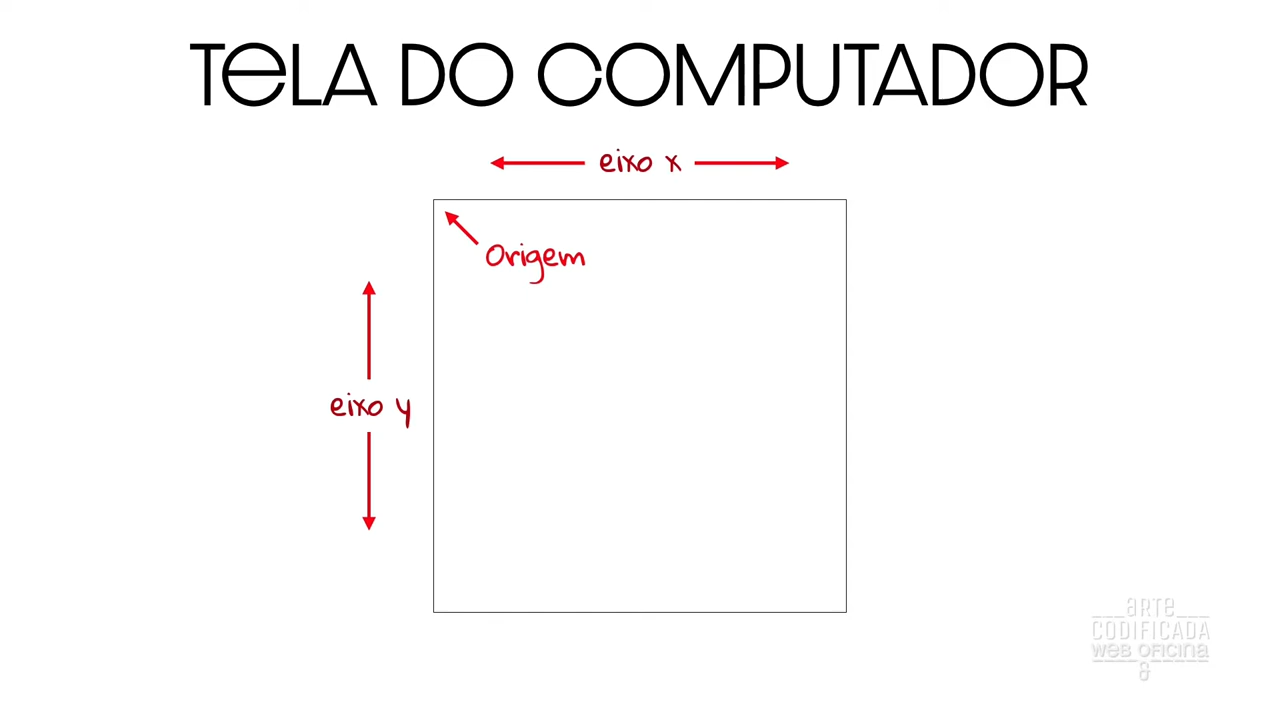 TeLA DO COMPUTADOR
eixo x
Origem
eixo y
arte
CODIFICADA
web oficina
&